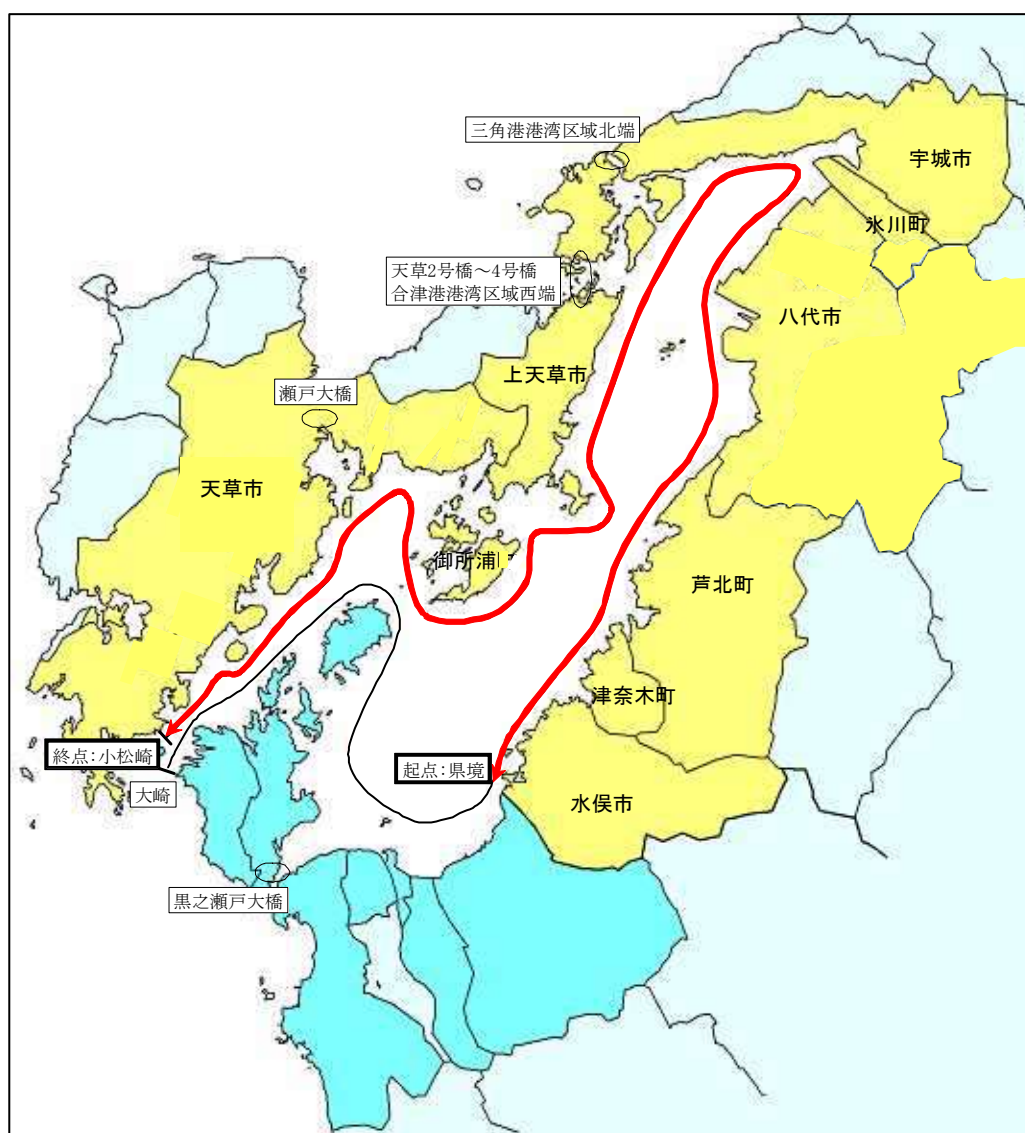 三角港港湾区域北端
宇城市
氷川町
天草2号橋~4号橋
合津港港湾区域西端
八代市
上天草市
瀬戸大橋
天草市
御所浦
芦北町
津奈木町
終点:小松崎
起点:県境
大崎
水俣市
黒之瀬戸大橋